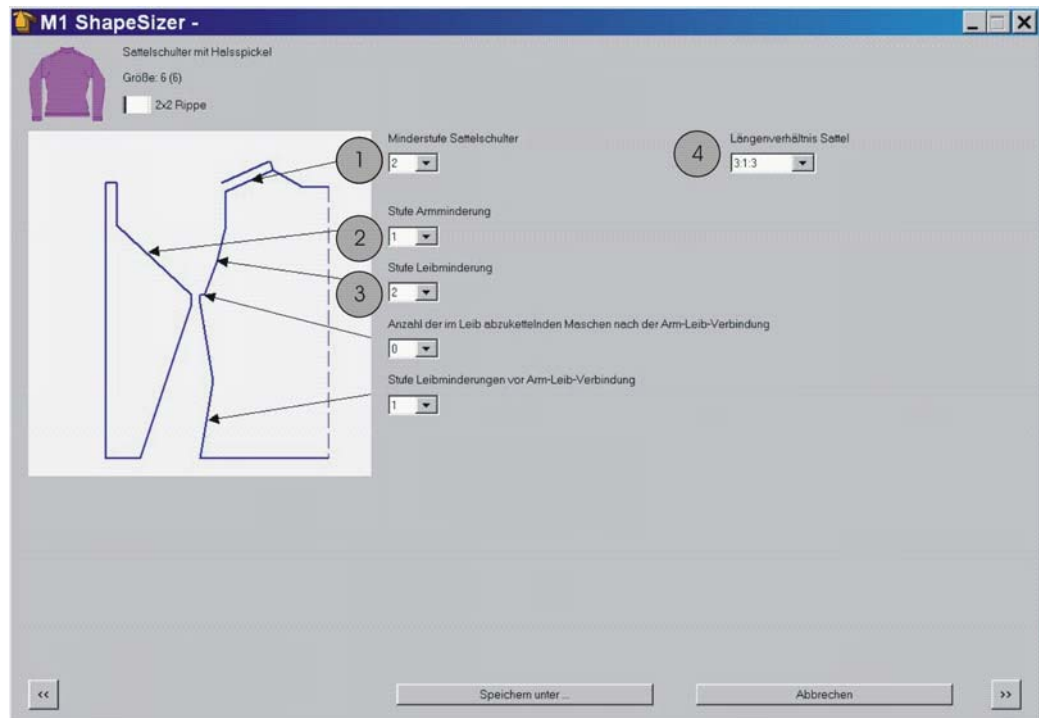 M1 ShapeSizer -
Sattelschulter mit Halsspickel
Größe: 6 (6)
2x2 Rippe
1
Minderstufe Sattelschulter
2
4
Längenverhältnis Sattel
3:1:3
2
Stufe Armminderung
1
3
Stufe Leibminderung
2
Anzahl der im Leib abzukettelnden Maschen nach der Arm-Leib-Verbindung
0
Stufe Leibminderungen vor Arm-Leib-Verbindung
1
<<
Speichern unter ...
Abbrechen
>>